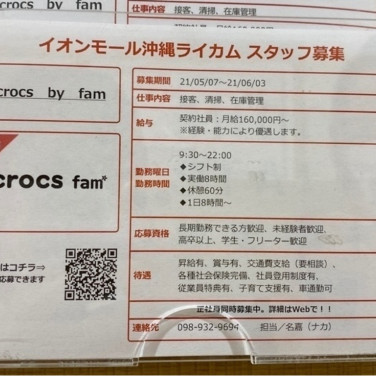 仕事内容 接客、清掃、在庫管理
crocs by fam
イオンモール沖縄ライカム スタッフ募集
crocs by fam
募集期間 21/05/07～21/06/03
仕事内容 接客、清掃、在庫管理
給与 契約社員：月給160,000円～
※経験・能力により優遇します。
crocs fam
勤務曜日
勤務時間
9:30～22:00
◆シフト制
◆実働8時間
◆休憩60分
◆1日8時間～
応募資格 長期勤務できる方歓迎、未経験者歓迎、
高卒以上、学生・フリーター歓迎
はコチラ⇒
応募できます
待遇 昇給有、賞与有、交通費支給（要相談）、
各種社会保険完備、社員登用制度有、
従業員特典有、子育て支援有、車通勤可
正社員同時募集中。詳細はWebで！！
連絡先 098-932-9694 担当／名嘉（ナカ）